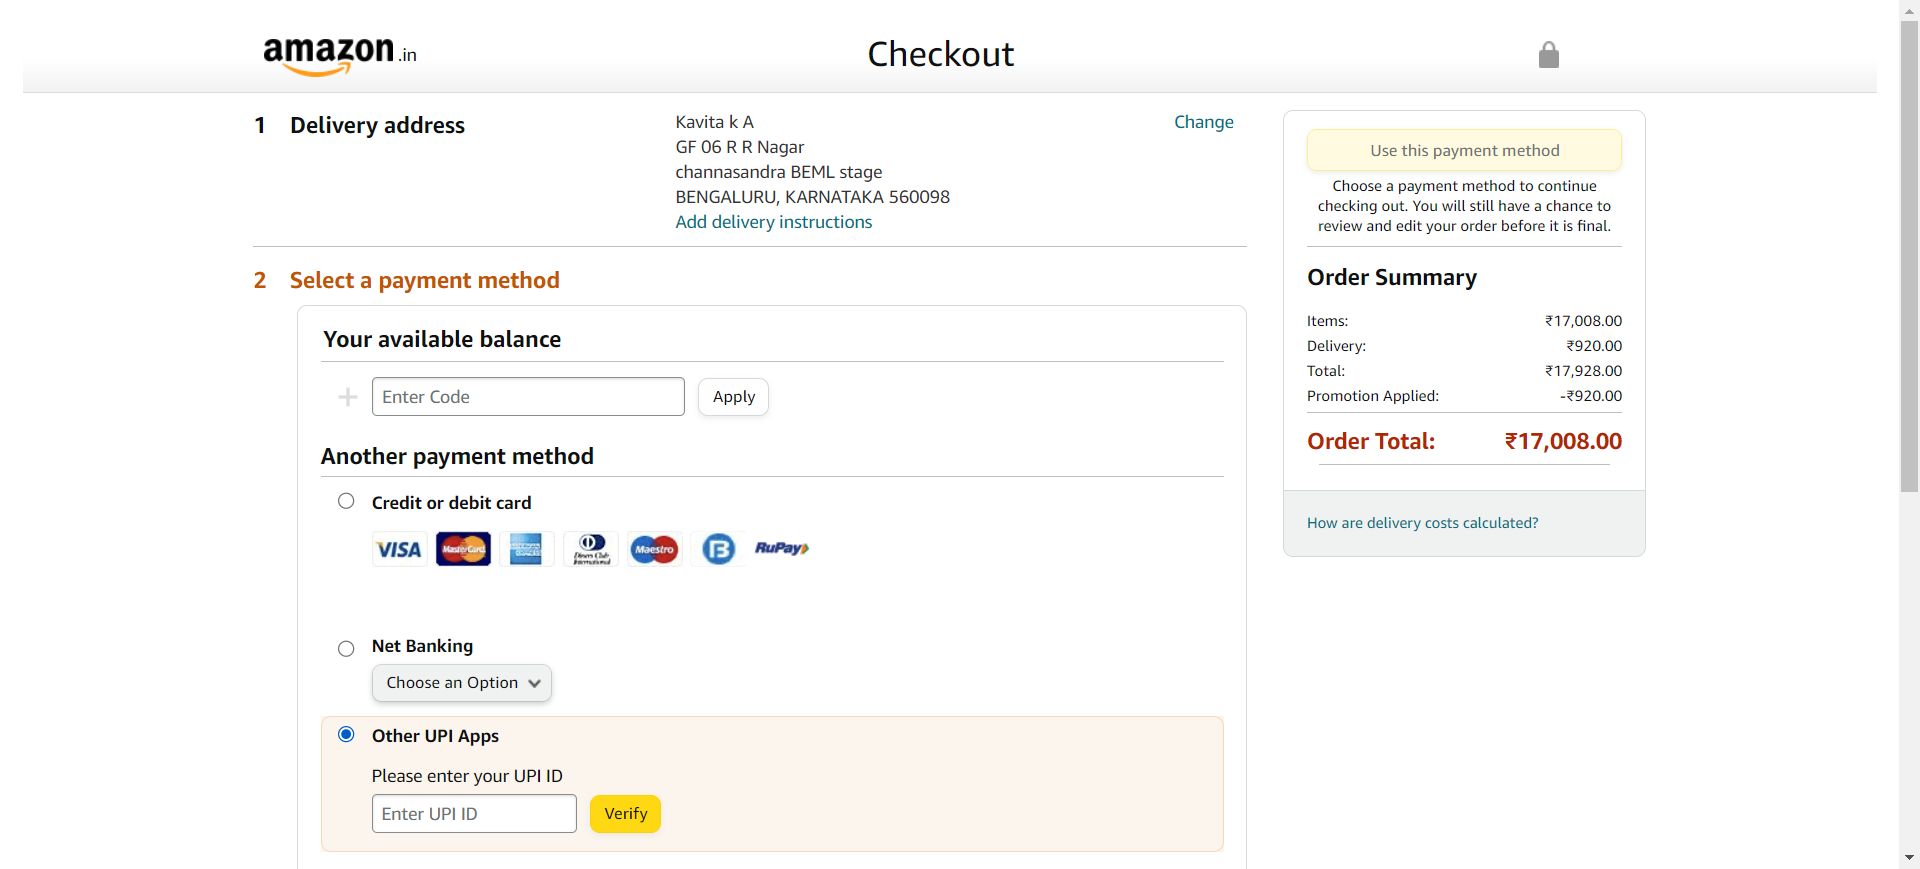 amazon.in
Checkout
1 Delivery address
Kavita k A
GF 06 R R Nagar
channasandra BEML stage
BENGALURU, KARNATAKA 560098
Add delivery instructions
Change
2 Select a payment method
Your available balance
Enter Code
Apply
Another payment method
Credit or debit card
VISA MasterCard AMERICAN EXPRESS Diners Club International Maestro B RuPay
Net Banking
Choose an Option
Other UPI Apps
Please enter your UPI ID
Enter UPI ID
Verify
Use this payment method
Choose a payment method to continue
checking out. You will still have a chance to
review and edit your order before it is final.
Order Summary
Items: ₹17,008.00
Delivery: ₹920.00
Total: ₹17,928.00
Promotion Applied: -₹920.00
Order Total: ₹17,008.00
How are delivery costs calculated?